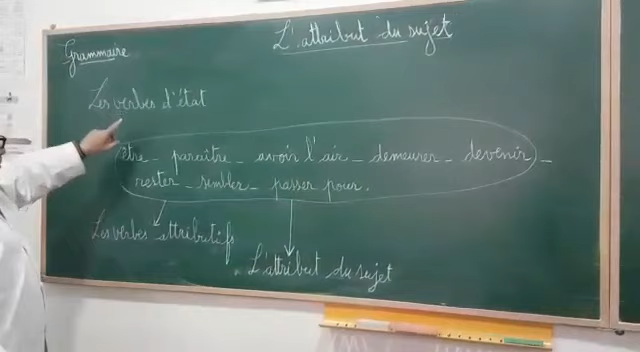 Grammaire
L'attribut du sujet
Les verbes d'état
être - paraître - avoir l'air - demeurer - devenir -
rester - sembler - passer pour.
Les verbes attributifs
L'attribut du sujet